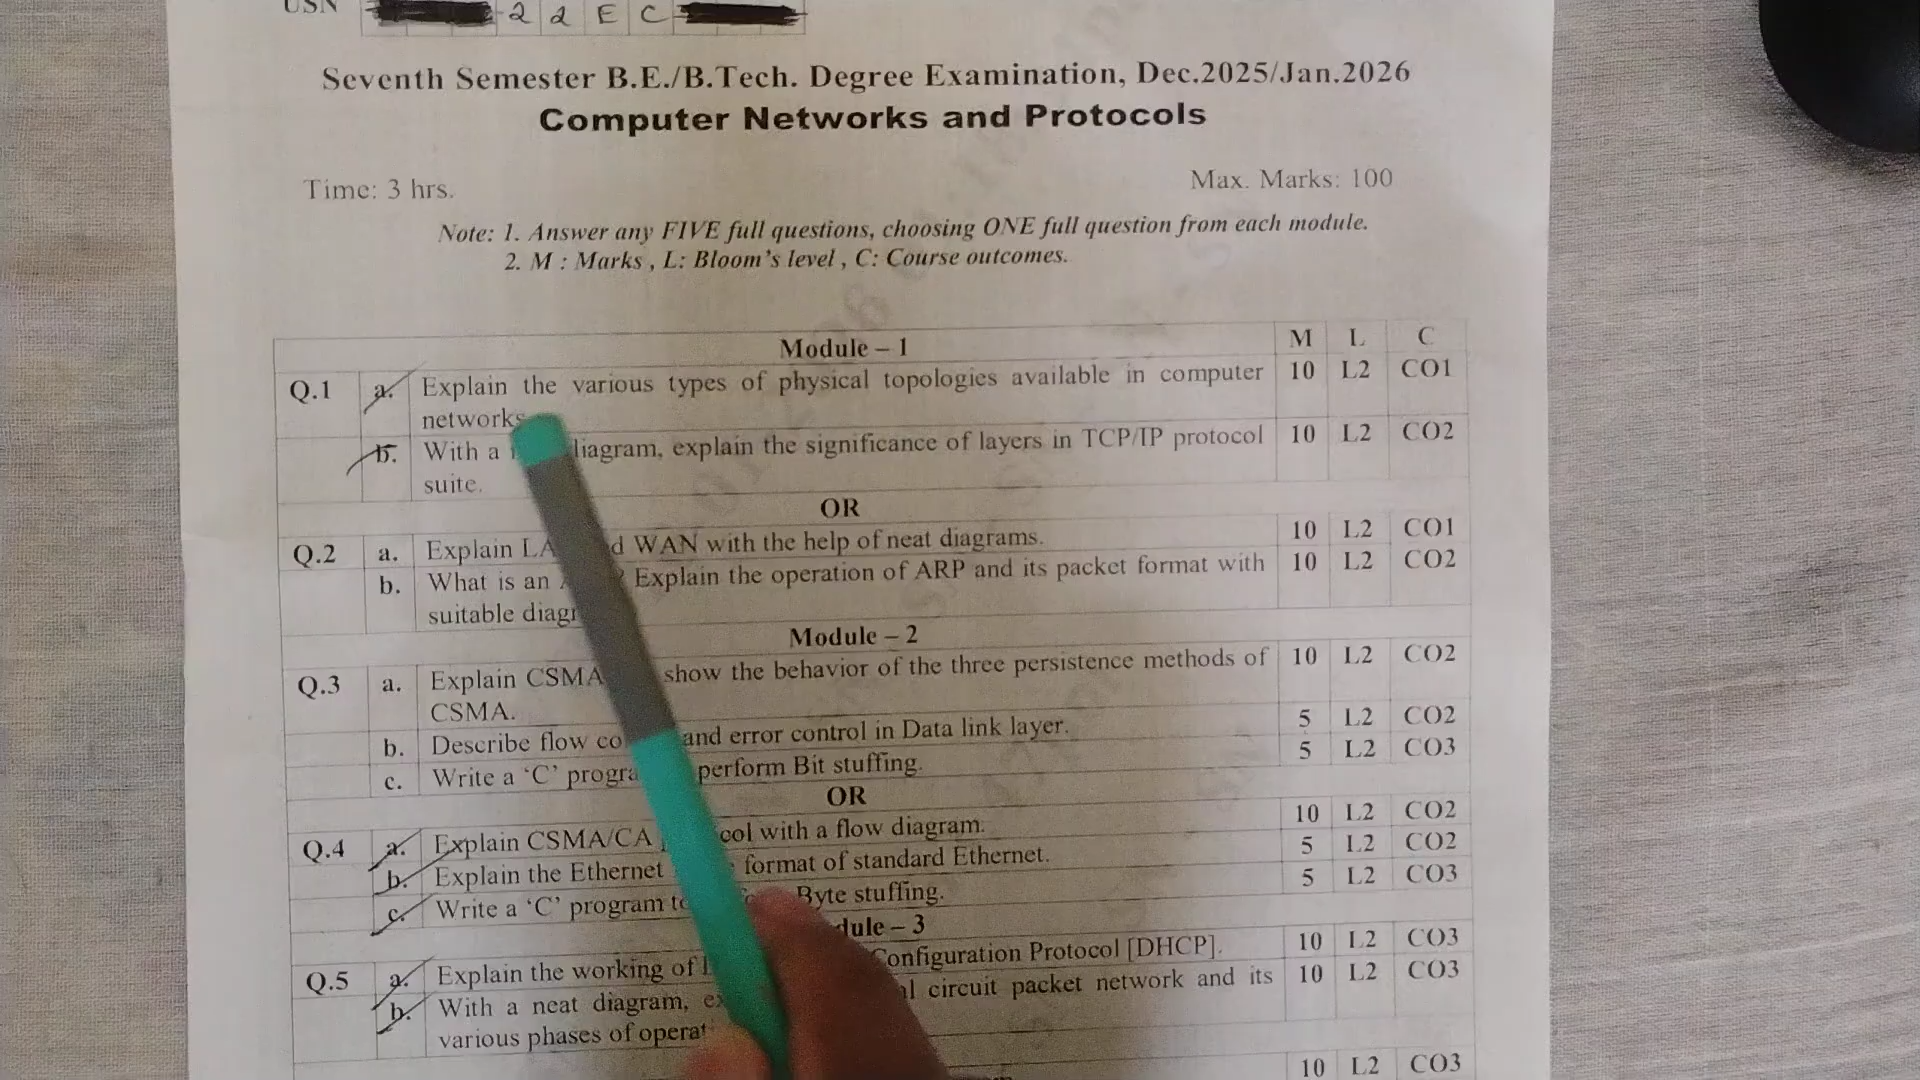 USN 2 2 E C
Seventh Semester B.E./B.Tech. Degree Examination, Dec.2025/Jan.2026
Computer Networks and Protocols
Time: 3 hrs. Max. Marks: 100
Note: 1. Answer any FIVE full questions, choosing ONE full question from each module.
2. M : Marks , L: Bloom's level , C: Course outcomes.
Module – 1 M L C
Q.1 a. Explain the various types of physical topologies available in computer 10 L2 CO1
networks
b. With a diagram, explain the significance of layers in TCP/IP protocol 10 L2 CO2
suite.
OR
Q.2 a. Explain WAN with the help of neat diagrams. 10 L2 CO1
b. What is an Explain the operation of ARP and its packet format with 10 L2 CO2
suitable
Module – 2
Q.3 a. Explain CSMA show the behavior of the three persistence methods of 10 L2 CO2
CSMA.
b. Describe flow and error control in Data link layer. 5 L2 CO2
c. Write a 'C' perform Bit stuffing. 5 L2 CO3
OR
Q.4 a. Explain CSMA/CA with a flow diagram. 10 L2 CO2
b. Explain the Ethernet format of standard Ethernet. 5 L2 CO2
c. Write a 'C' program Byte stuffing. 5 L2 CO3
– 3
Q.5 a. Explain the working of Configuration Protocol [DHCP]. 10 L2 CO3
b. With a neat diagram, circuit packet network and its 10 L2 CO3
various phases of
10 L2 CO3